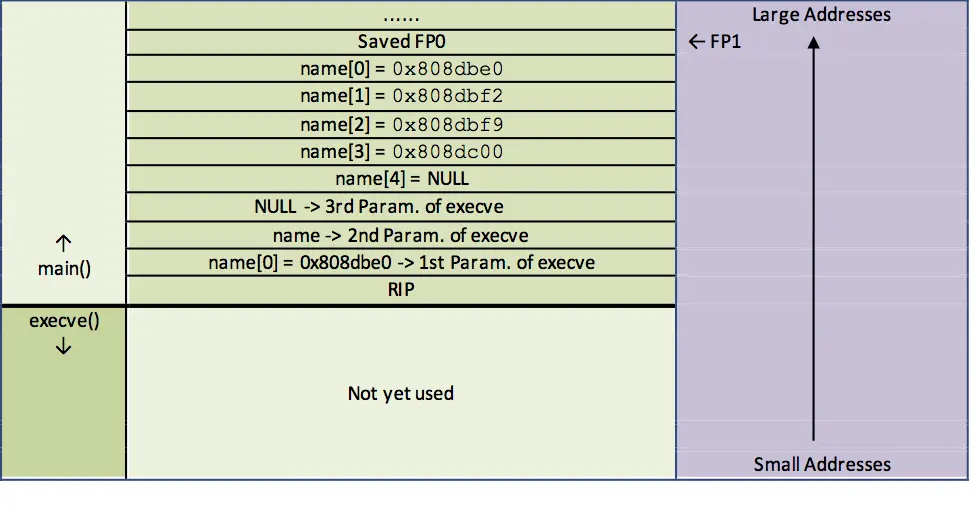 ......
Large Addresses
Saved FP0
← FP1
name[0] = 0x808dbe0
name[1] = 0x808dbf2
name[2] = 0x808dbf9
name[3] = 0x808dc00
name[4] = NULL
NULL -> 3rd Param. of execve
↑
name -> 2nd Param. of execve
main()
name[0] = 0x808dbe0 -> 1st Param. of execve
RIP
execve()
↓
Not yet used
Small Addresses